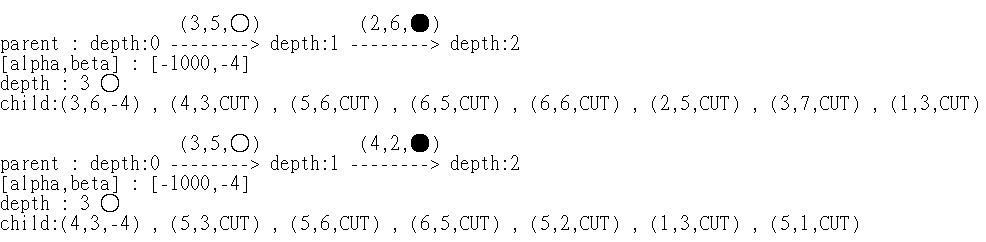 (3,5,○) (2,6,●)
parent : depth:0 --------> depth:1 --------> depth:2
[alpha,beta] : [-1000,-4]
depth : 3 ○
child:(3,6,-4) , (4,3,CUT) , (5,6,CUT) , (6,5,CUT) , (6,6,CUT) , (2,5,CUT) , (3,7,CUT) , (1,3,CUT)
(3,5,○) (4,2,●)
parent : depth:0 --------> depth:1 --------> depth:2
[alpha,beta] : [-1000,-4]
depth : 3 ○
child:(4,3,-4) , (5,3,CUT) , (5,6,CUT) , (6,5,CUT) , (5,2,CUT) , (1,3,CUT) , (5,1,CUT)